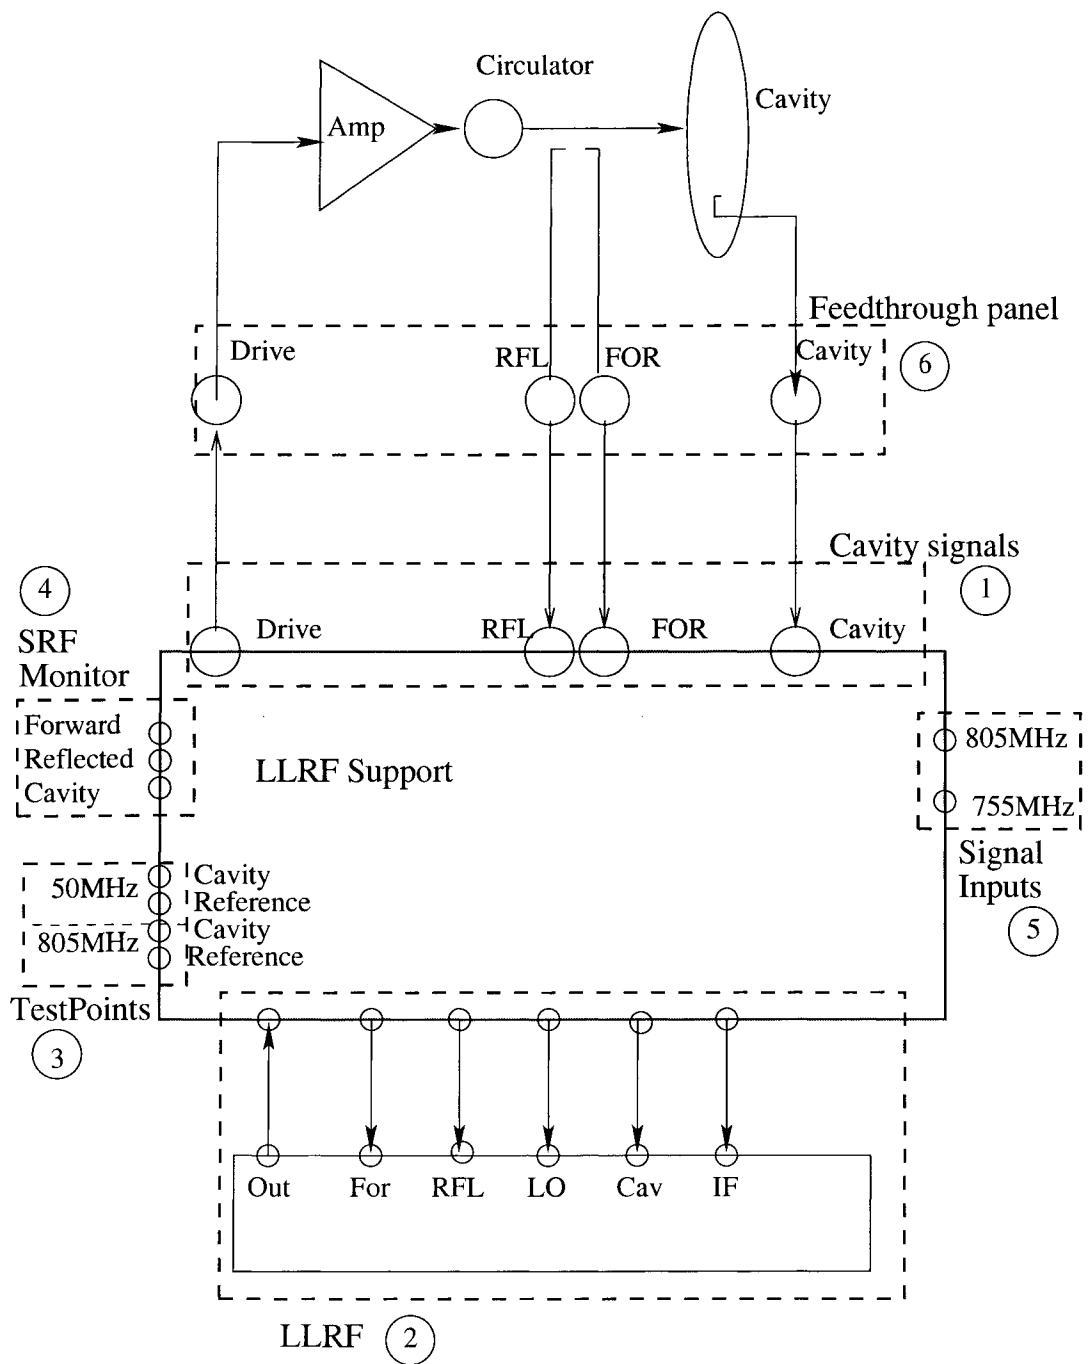 Circulator
Cavity
Amp
Feedthrough panel
Drive
RFL
FOR
Cavity
6
Cavity signals
4
1
SRF
Monitor
Drive
RFL
FOR
Cavity
Forward
Reflected
Cavity
LLRF Support
805MHz
755MHz
Signal
Inputs
5
50MHz
Cavity
Reference
805MHz
Cavity
Reference
TestPoints
3
Out
For
RFL
LO
Cav
IF
LLRF
2